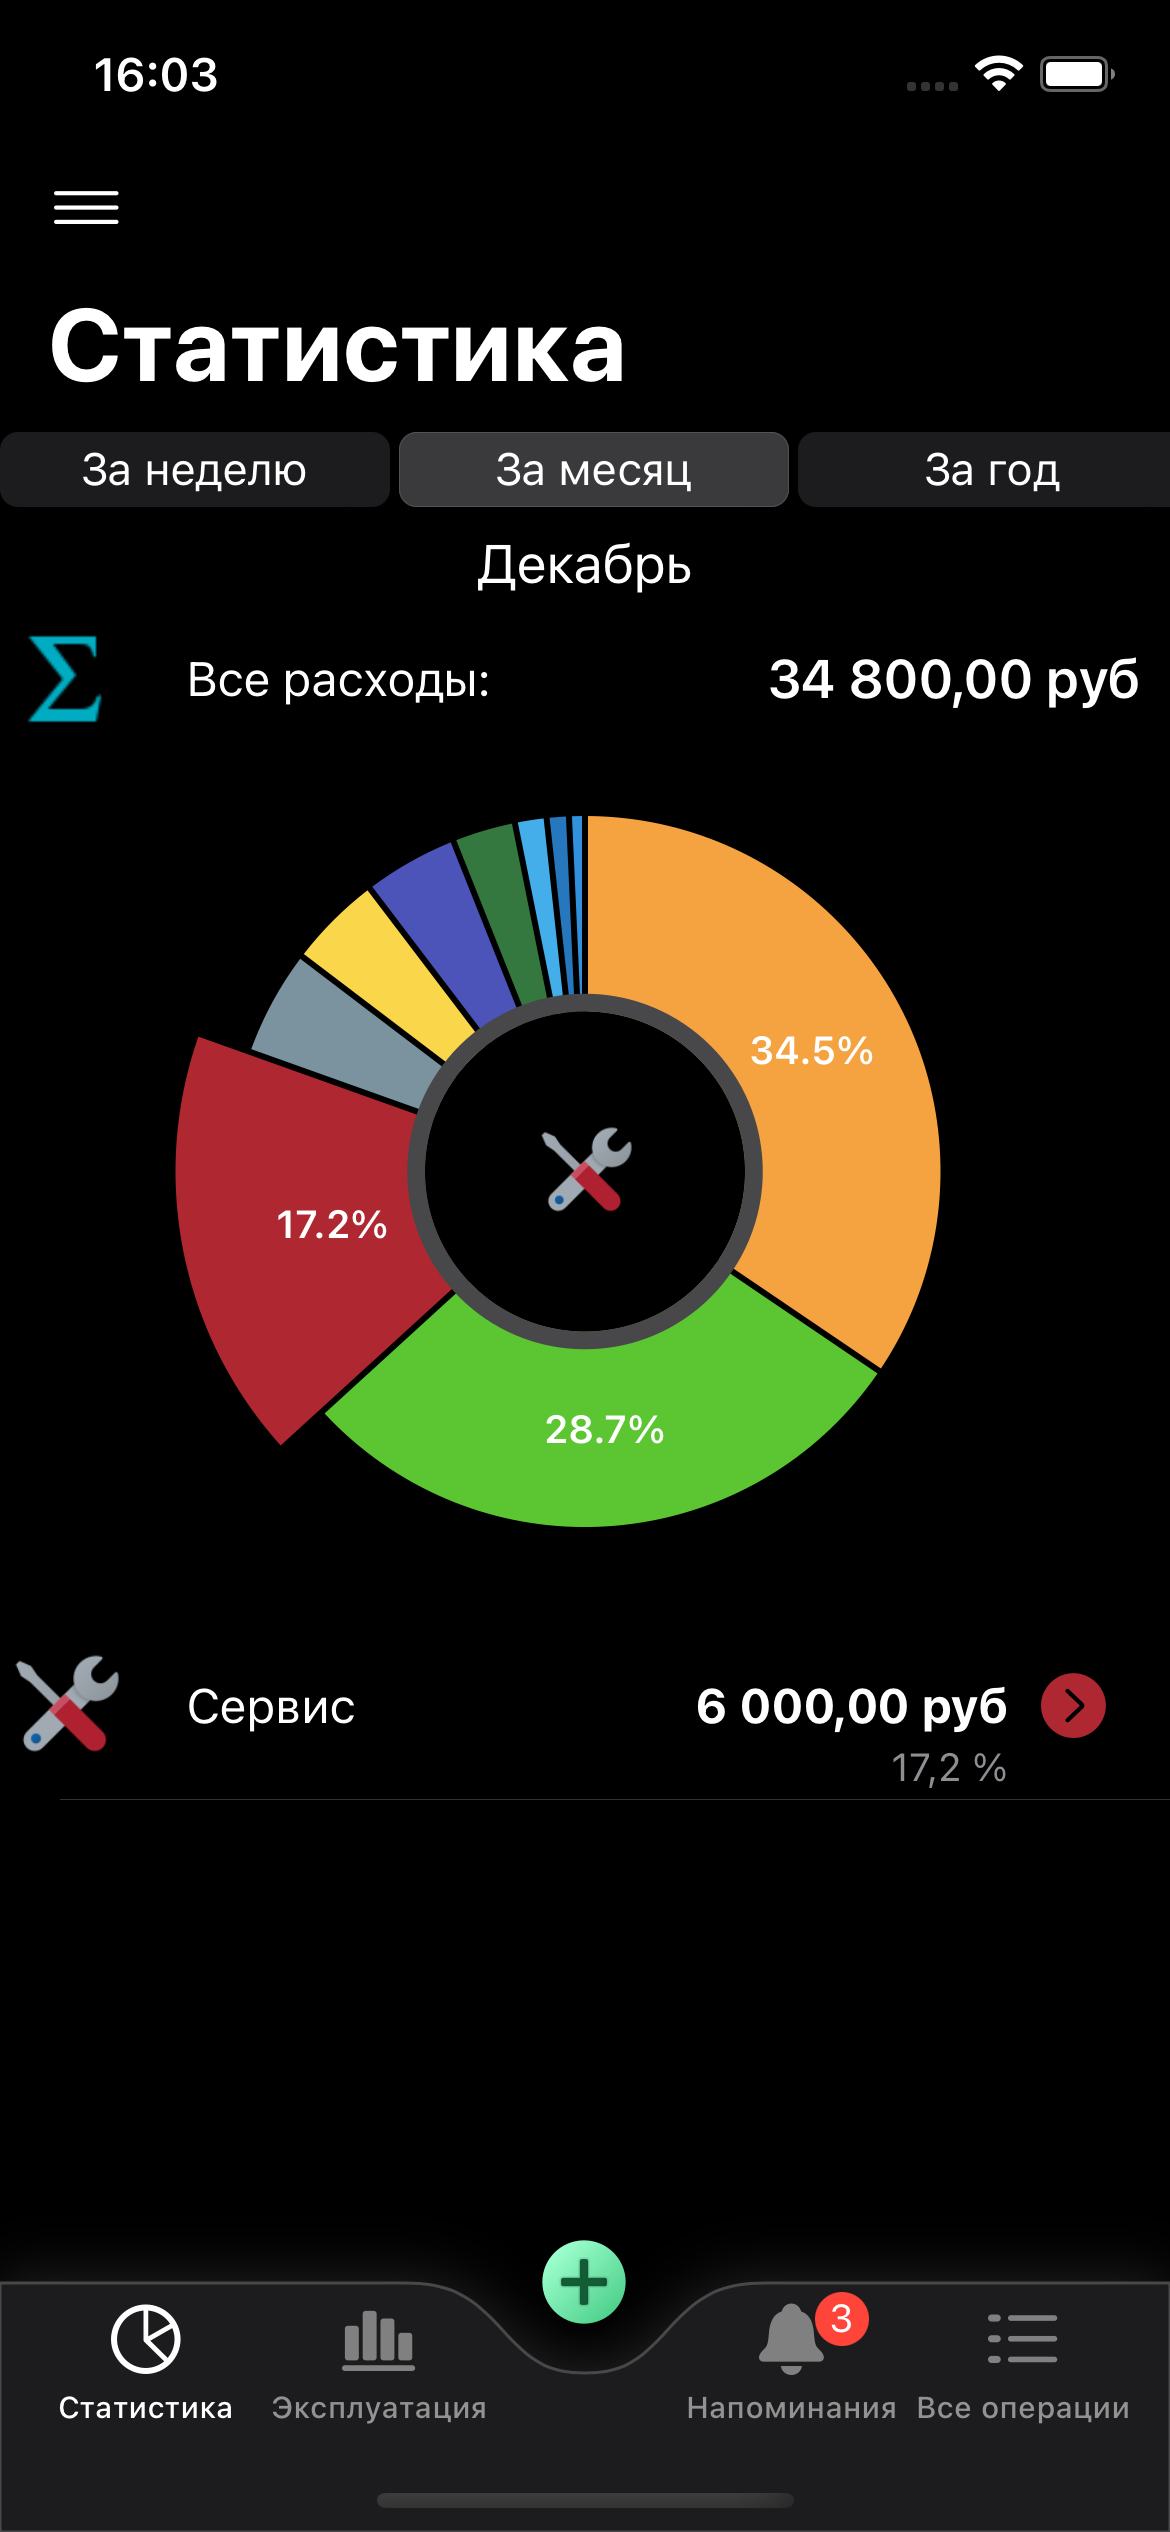 16:03
Статистика
За неделю
За месяц
За год
Декабрь
Все расходы:
34 800,00 руб
34.5%
17.2%
28.7%
Сервис
6 000,00 руб
17,2 %
3
Статистика
Эксплуатация
Напоминания
Все операции